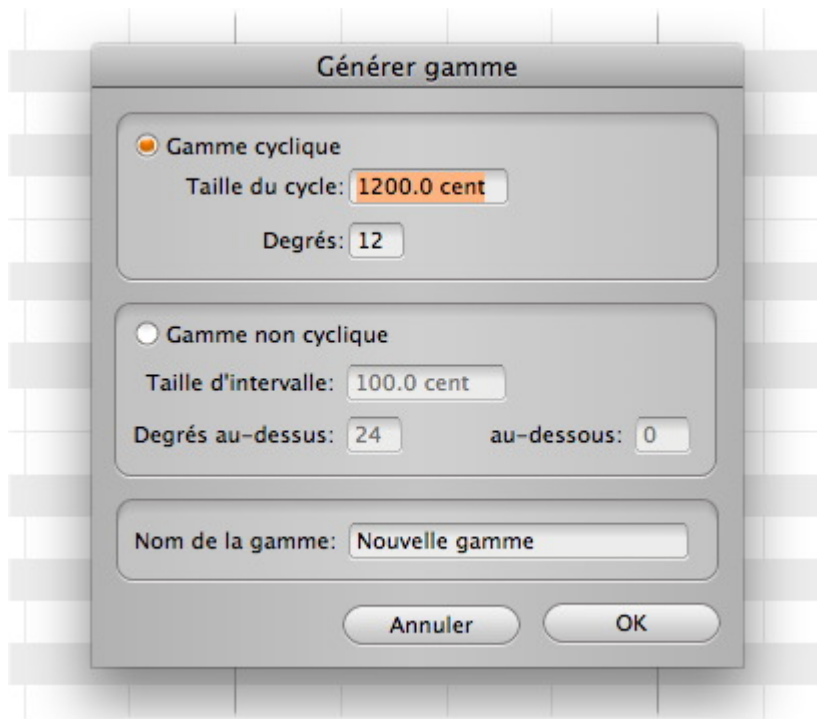 Générer gamme
Gamme cyclique
Taille du cycle: 1200.0 cent
Degrés: 12
Gamme non cyclique
Taille d'intervalle: 100.0 cent
Degrés au-dessus: 24 au-dessous: 0
Nom de la gamme: Nouvelle gamme
Annuler OK